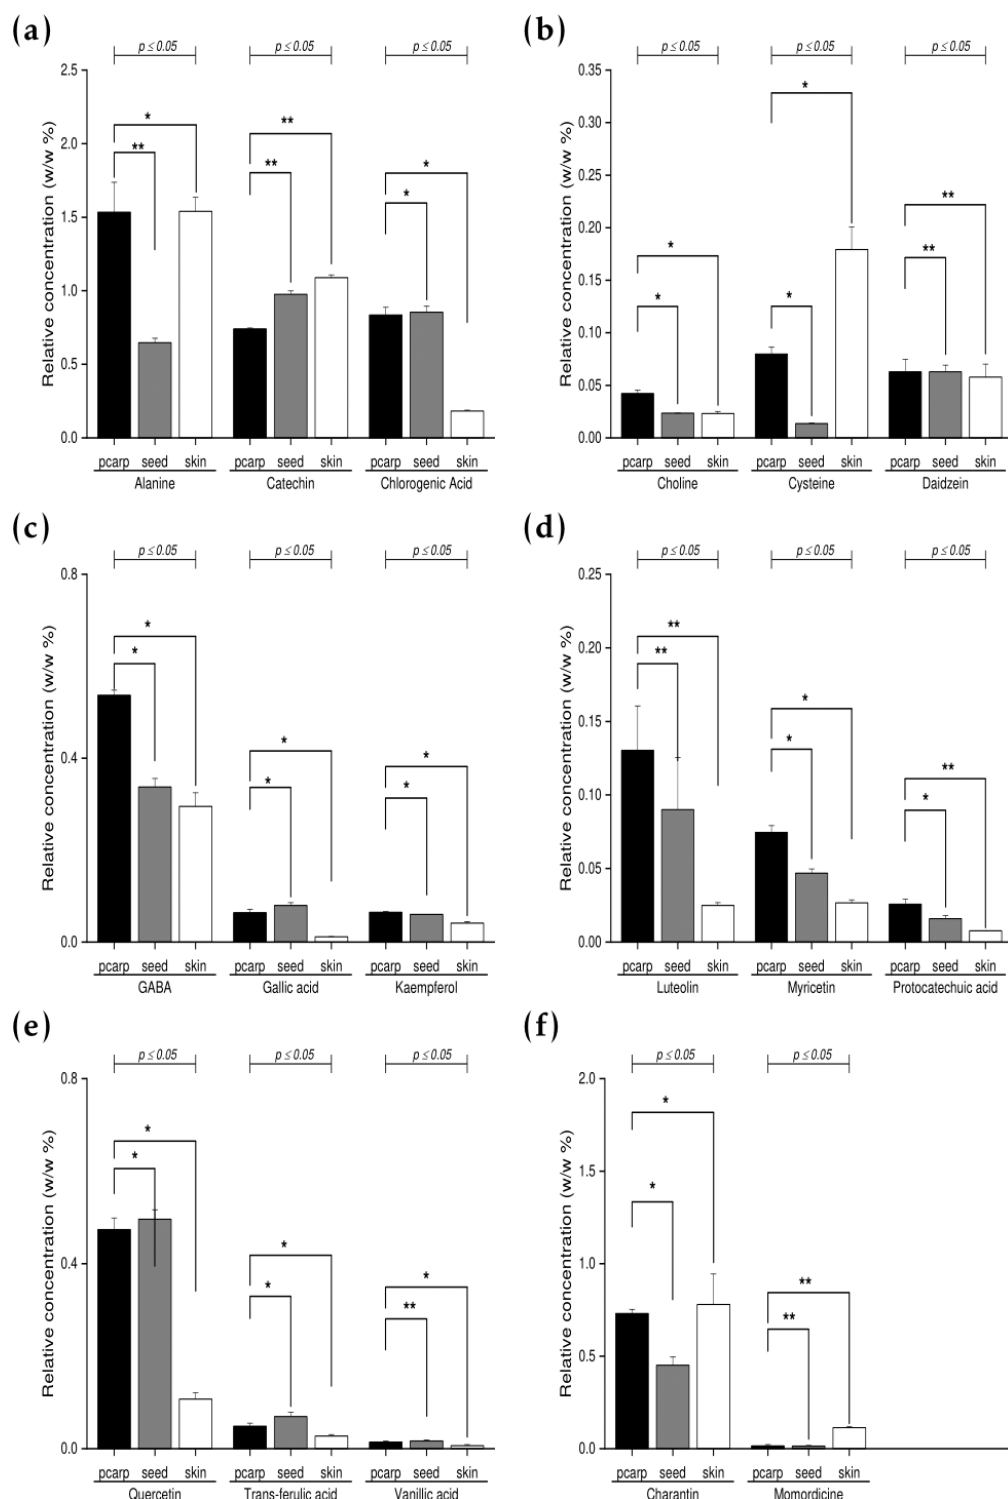 (a)
p ≤ 0.05 p ≤ 0.05 p ≤ 0.05
Relative concentration (w/w %)
2.5
2.0
1.5
1.0
0.5
0.0
* ** ** ** * *
pcarp seed skin pcarp seed skin pcarp seed skin
Alanine Catechin Chlorogenic Acid
(b)
p ≤ 0.05 p ≤ 0.05 p ≤ 0.05
Relative concentration (w/w %)
0.35
0.30
0.25
0.20
0.15
0.10
0.05
0.00
* * * * ** **
pcarp seed skin pcarp seed skin pcarp seed skin
Choline Cysteine Daidzein
(c)
p ≤ 0.05 p ≤ 0.05 p ≤ 0.05
Relative concentration (w/w %)
0.8
0.4
0.0
* * * * * *
pcarp seed skin pcarp seed skin pcarp seed skin
GABA Gallic acid Kaempferol
(d)
p ≤ 0.05 p ≤ 0.05 p ≤ 0.05
Relative concentration (w/w %)
0.25
0.20
0.15
0.10
0.05
0.00
** ** * * ** *
pcarp seed skin pcarp seed skin pcarp seed skin
Luteolin Myricetin Protocatechuic acid
(e)
p ≤ 0.05 p ≤ 0.05 p ≤ 0.05
Relative concentration (w/w %)
0.8
0.4
0.0
* * * * * **
pcarp seed skin pcarp seed skin pcarp seed skin
Quercetin Trans-ferulic acid Vanillic acid
(f)
p ≤ 0.05 p ≤ 0.05
Relative concentration (w/w %)
2.0
1.5
1.0
0.5
0.0
* * ** **
pcarp seed skin pcarp seed skin
Charantin Momordicine